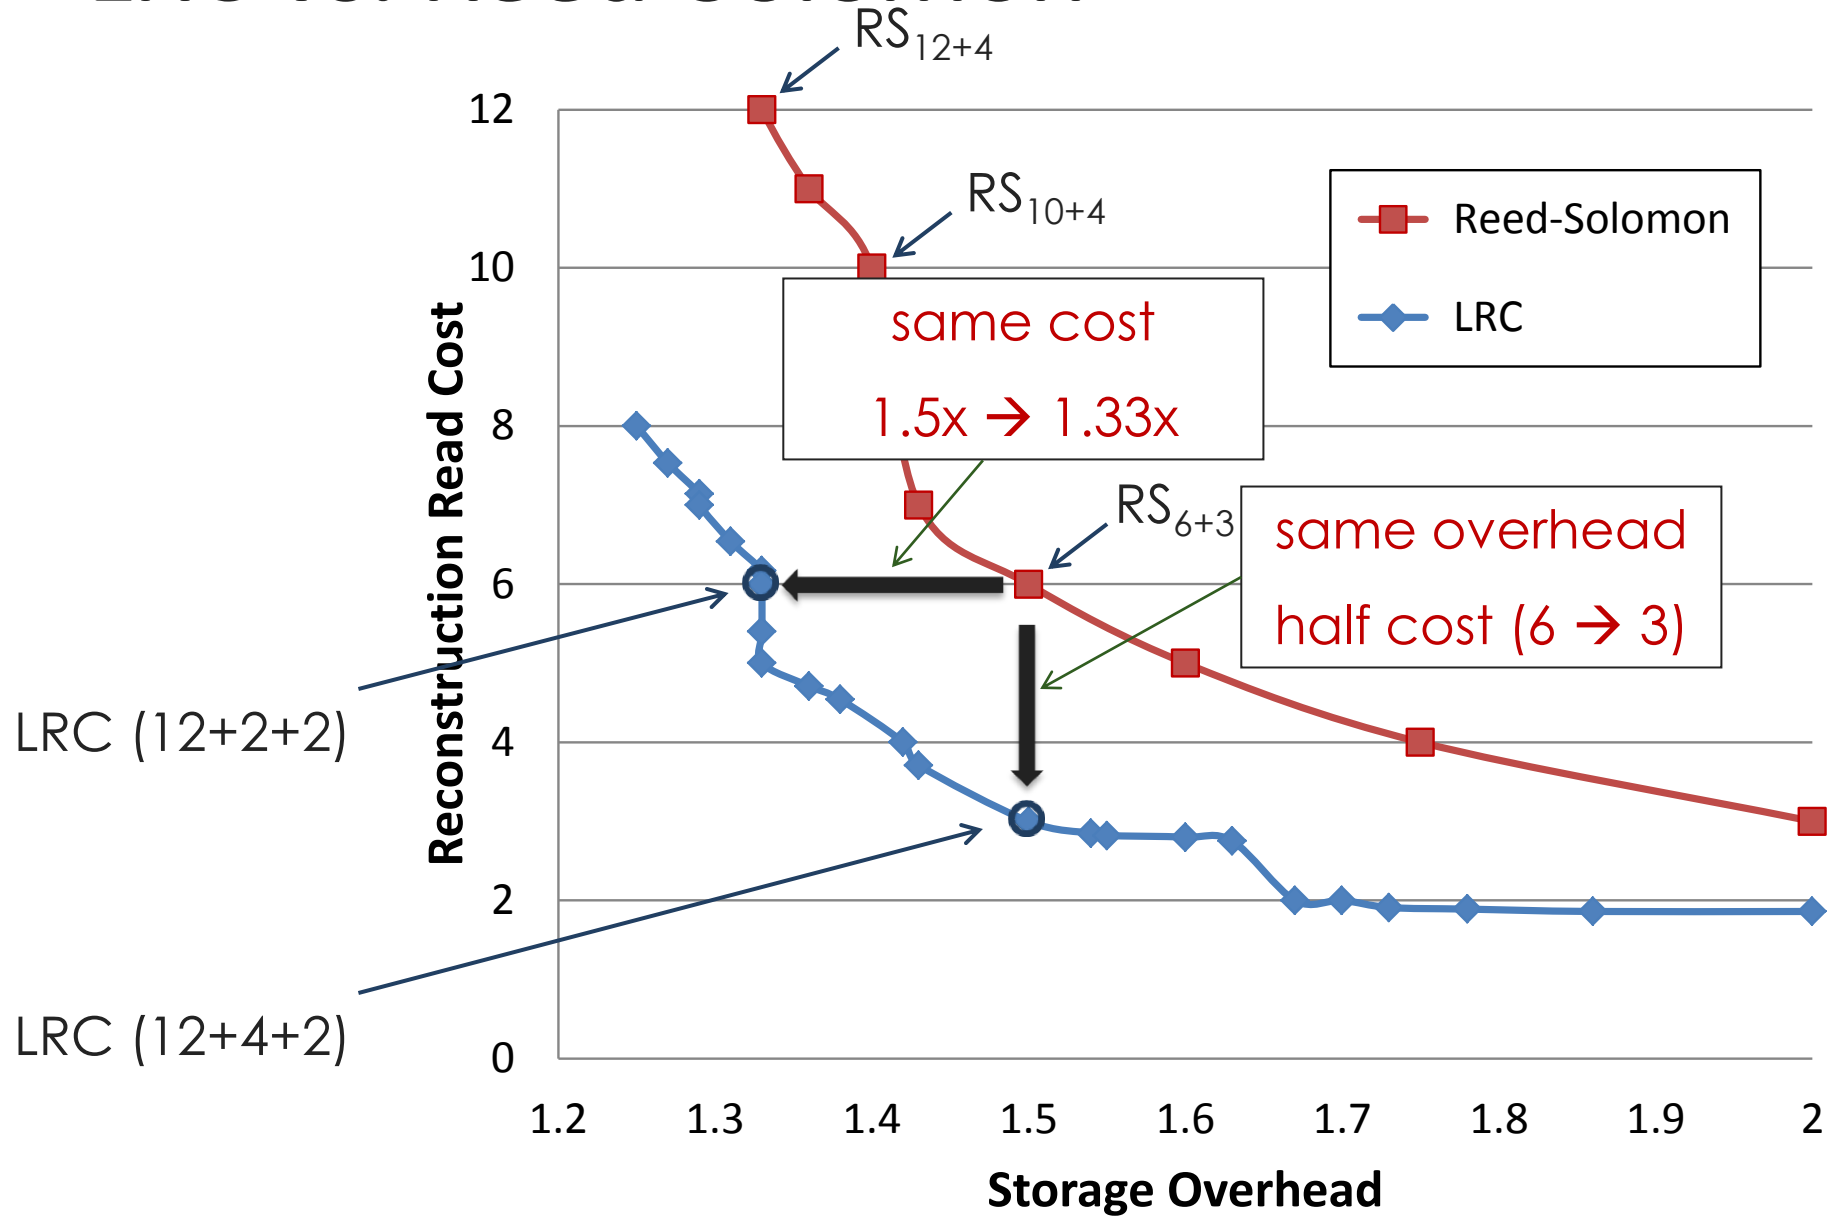 RS12+4
12
RS10+4
Reed-Solomon
10
same cost
LRC
1.5x → 1.33x
8
RS6+3
same overhead
6
half cost (6 → 3)
LRC (12+2+2)
4
2
LRC (12+4+2)
0
Reconstruction Read Cost
1.2 1.3 1.4 1.5 1.6 1.7 1.8 1.9 2
Storage Overhead